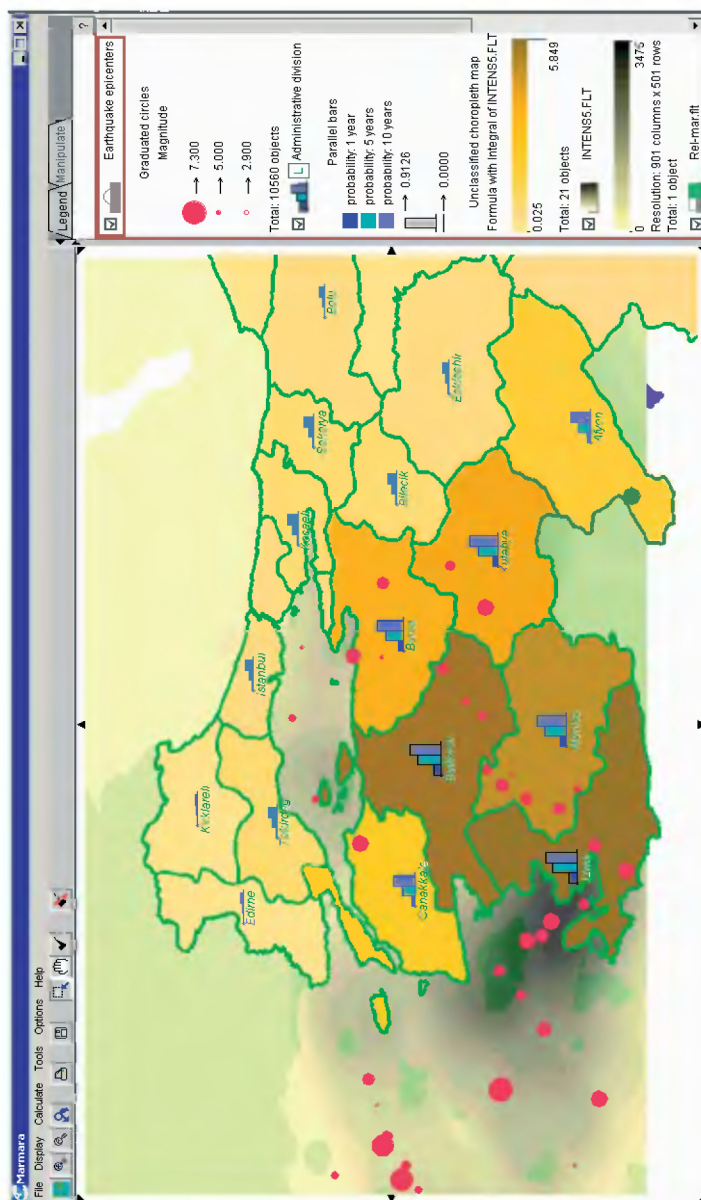 Marmara
File Display Calculate Tools Options Help
Legend Manipulate
?
Earthquake epicenters
Graduated circles
Magnitude
7.300
5.000
2.900
Total: 10560 objects
L Administrative division
Parallel bars
probability: 1 year
probability: 5 years
probability: 10 years
0.9126
0.0000
Unclassified choropleth map
Formula with Integral of INTENS5.FLT
0.025 5.849
Total: 21 objects
INTENS5.FLT
0 3475
Resolution: 901 columns x 501 rows
Total: 1 object
Rel-mar.flt
Kirklareli
Edirne
Tekirdag
Istanbul
Kocaeli
Sakarya
Bolu
Canakkale
Bursa
Bilecik
Eskisehir
Balikesir
Kutahya
Manisa
Afyon
Izmir